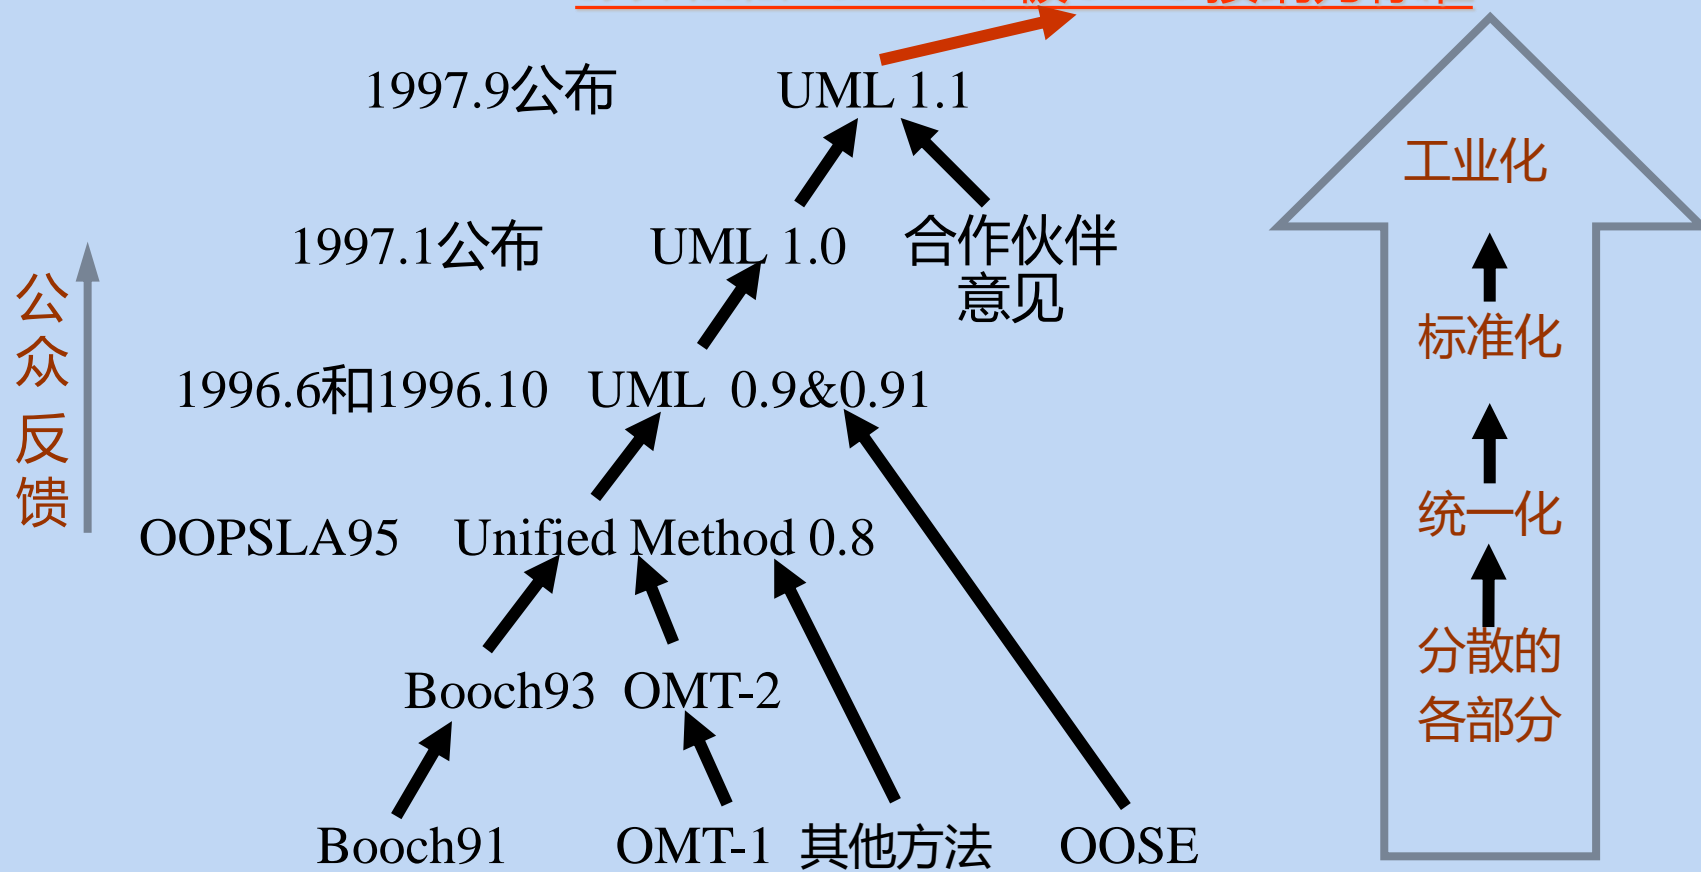 1997.9公布 UML 1.1
工业化
1997.1公布 UML 1.0 合作伙伴
意见
公众反馈
标准化
1996.6和1996.10 UML 0.9&0.91
统一化
OOPSLA95 Unified Method 0.8
分散的
各部分
Booch93 OMT-2
Booch91 OMT-1 其他方法 OOSE